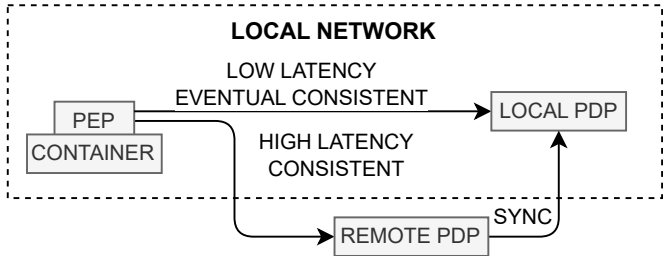 LOCAL NETWORK
LOW LATENCY
EVENTUAL CONSISTENT
PEP
CONTAINER
LOCAL PDP
HIGH LATENCY
CONSISTENT
SYNC
REMOTE PDP